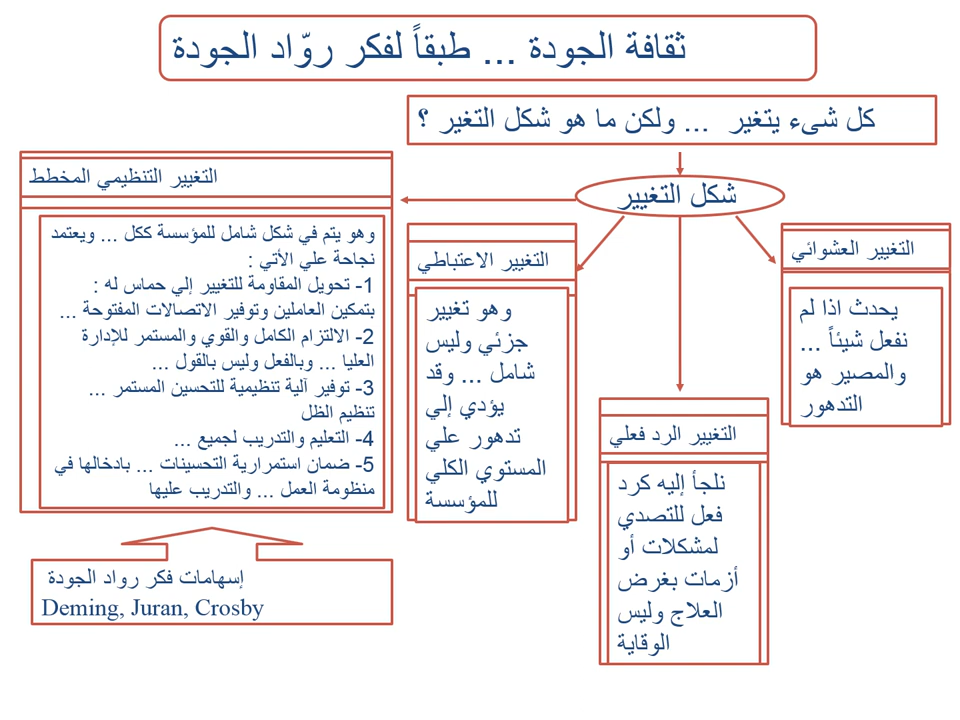 ثقافة الجودة ... طبقاً لفكر روّاد الجودة
كل شىء يتغير ... ولكن ما هو شكل التغير ؟
شكل التغيير
التغيير العشوائي
يحدث اذا لم
نفعل شيئاً ...
والمصير هو
التدهور
التغيير الرد فعلي
نلجأ إليه كرد
فعل للتصدي
لمشكلات أو
أزمات بغرض
العلاج وليس
الوقاية
التغيير الاعتباطي
وهو تغيير
جزئي وليس
شامل ... وقد
يؤدي إلي
تدهور علي
المستوي الكلي
للمؤسسة
التغيير التنظيمي المخطط
وهو يتم في شكل شامل للمؤسسة ككل ... ويعتمد
نجاحة علي الأتي :
1- تحويل المقاومة للتغيير إلي حماس له :
بتمكين العاملين وتوفير الاتصالات المفتوحة ...
2- الالتزام الكامل والقوي والمستمر للإدارة
العليا ... وبالفعل وليس بالقول ...
3- توفير آلية تنظيمية للتحسين المستمر ...
تنظيم الظل
4- التعليم والتدريب لجميع ...
5- ضمان استمرارية التحسينات ... بادخالها في
منظومة العمل ... والتدريب عليها
إسهامات فكر رواد الجودة
Deming, Juran, Crosby